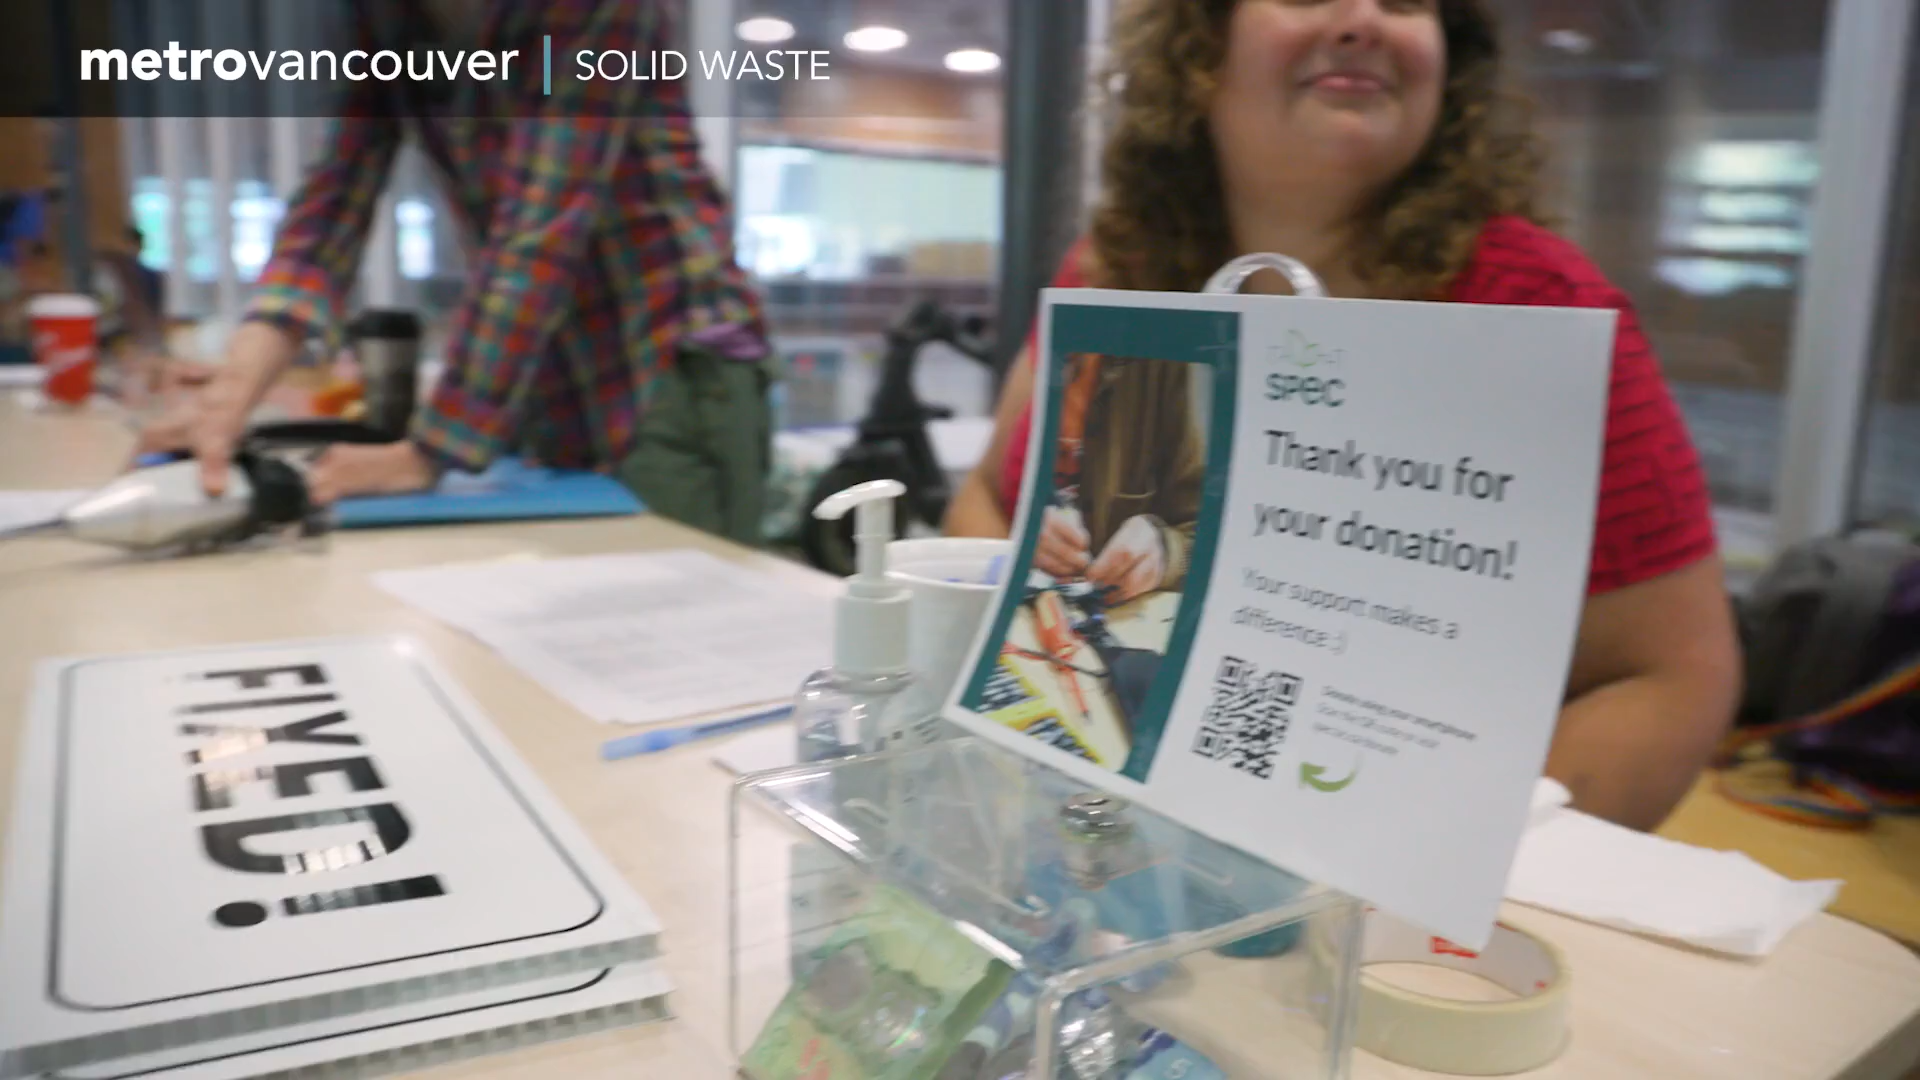 metrovancouver | SOLID WASTE
SPEC
Thank you for
your donation!
Your support makes a
difference :)
FIXED!